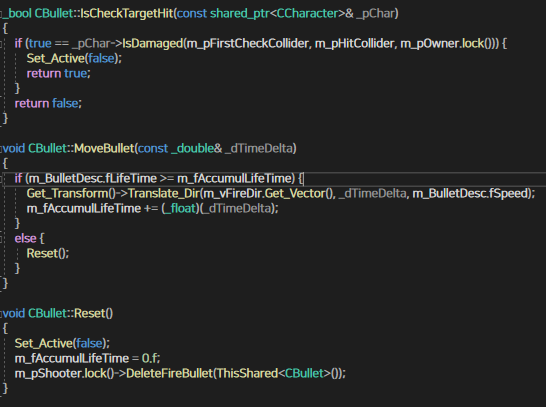 _bool CBullet::IsCheckTargetHit(const shared_ptr<CCharacter>& _pChar)
{
if (true == _pChar->IsDamaged(m_pFirstCheckCollider, m_pHitCollider, m_pOwner.lock())) {
Set_Active(false);
return true;
}
return false;
}
void CBullet::MoveBullet(const _double& _dTimeDelta)
{
if (m_BulletDesc.fLifeTime >= m_fAccumulLifeTime) {
Get_Transform()->Translate_Dir(m_vFireDir.Get_Vector(), _dTimeDelta, m_BulletDesc.fSpeed);
m_fAccumulLifeTime += (_float)(_dTimeDelta);
}
else {
Reset();
}
}
void CBullet::Reset()
{
Set_Active(false);
m_fAccumulLifeTime = 0.f;
m_pShooter.lock()->DeleteFireBullet(ThisShared<CBullet>());
}